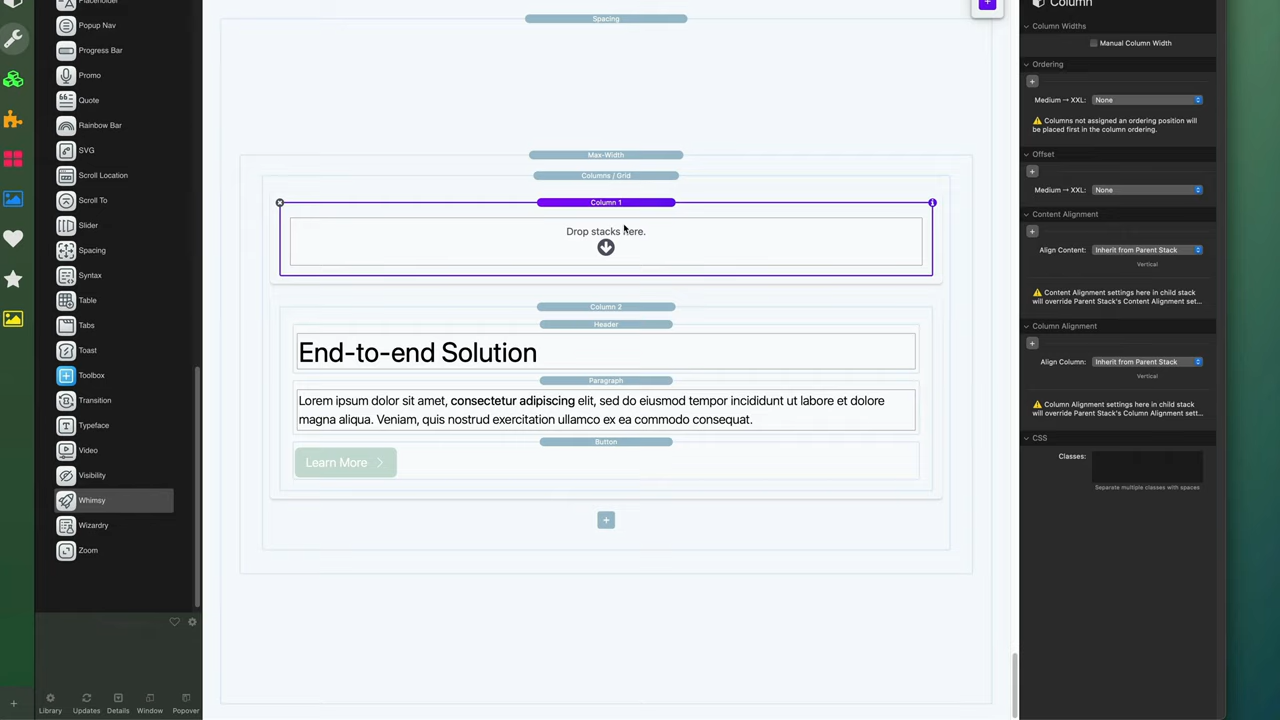 Placeholder
Popup Nav
Progress Bar
Promo
Quote
Rainbow Bar
SVG
Scroll Location
Scroll To
Slider
Spacing
Syntax
Table
Tabs
Toast
Toolbox
Transition
Typeface
Video
Visibility
Whimsy
Wizardry
Zoom
Library
Updates
Details
Window
Popover
Spacing
Max-Width
Columns / Grid
Column 1
Drop stacks here.
Column 2
Header
End-to-end Solution
Paragraph
Lorem ipsum dolor sit amet, consectetur adipiscing elit, sed do eiusmod tempor incididunt ut labore et dolore
magna aliqua. Veniam, quis nostrud exercitation ullamco ex ea commodo consequat.
Button
Learn More
Column
Column Widths
Manual Column Width
Ordering
Medium → XXL: None
Columns not assigned an ordering position will
be placed first in the column ordering.
Offset
Medium → XXL: None
Content Alignment
Align Content: Inherit from Parent Stack
Vertical
Content Alignment settings here in child stack
will override Parent Stack's Content Alignment set...
Column Alignment
Align Column: Inherit from Parent Stack
Vertical
Column Alignment settings here in child stack
will override Parent Stack's Column Alignment sett...
CSS
Classes:
Separate multiple classes with spaces